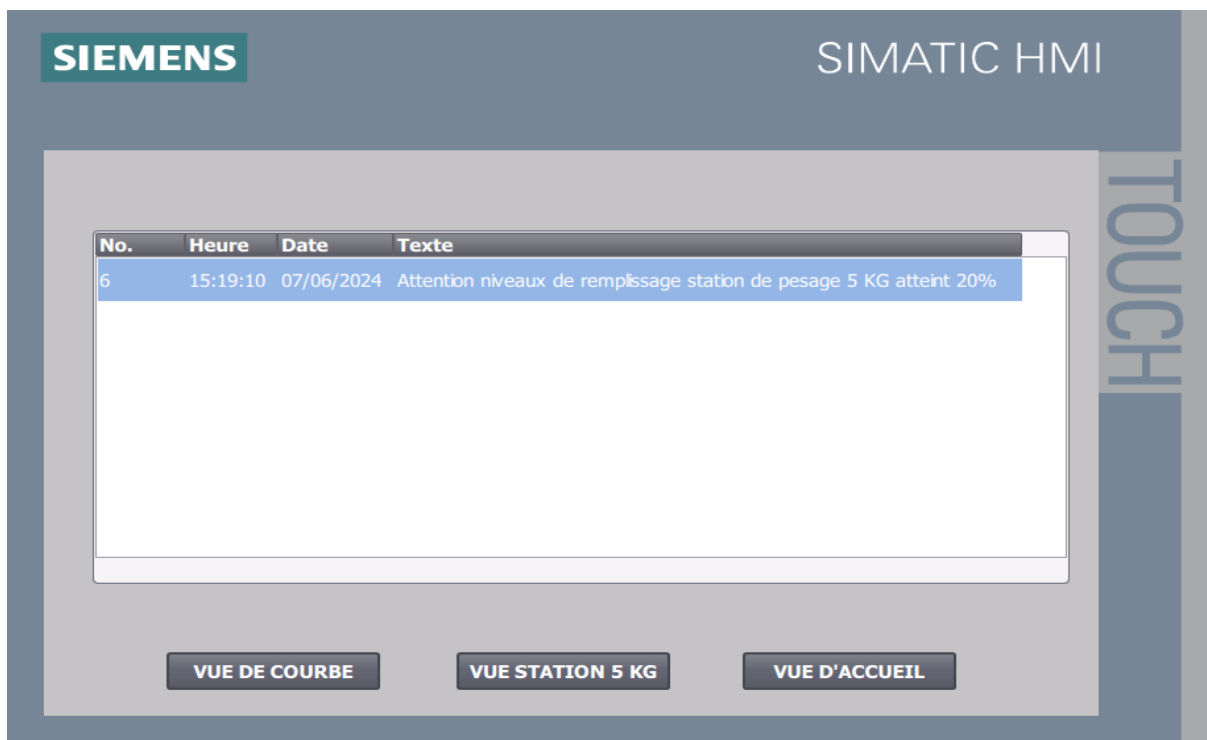 SIEMENS
SIMATIC HMI
TOUCH
No. Heure Date Texte
6 15:19:10 07/06/2024 Attention niveaux de remplissage station de pesage 5 KG atteint 20%
VUE DE COURBE
VUE STATION 5 KG
VUE D'ACCUEIL